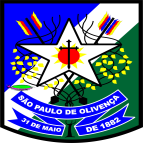 SÃO PAULO DE OLIVENÇA
31 DE MAIO DE 1882